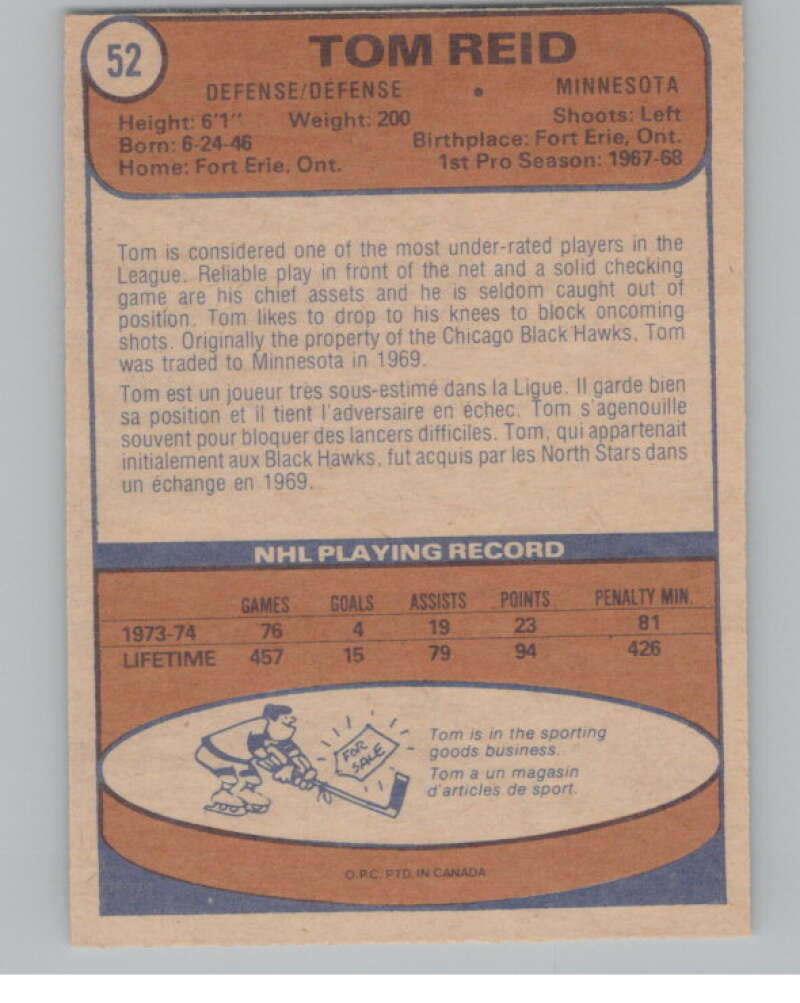 52
TOM REID
DEFENSE/DÉFENSE • MINNESOTA
Height: 6'1" Weight: 200 Shoots: Left
Born: 6-24-46 Birthplace: Fort Erie, Ont.
Home: Fort Erie, Ont. 1st Pro Season: 1967-68
Tom is considered one of the most under-rated players in the
League. Reliable play in front of the net and a solid checking
game are his chief assets and he is seldom caught out of
position. Tom likes to drop to his knees to block oncoming
shots. Originally the property of the Chicago Black Hawks, Tom
was traded to Minnesota in 1969.
Tom est un joueur très sous-estimé dans la Ligue. Il garde bien
sa position et il tient l'adversaire en échec. Tom s'agenouille
souvent pour bloquer des lancers difficiles. Tom, qui appartenait
initialement aux Black Hawks, fut acquis par les North Stars dans
un échange en 1969.
NHL PLAYING RECORD
GAMES GOALS ASSISTS POINTS PENALTY MIN.
1973-74 76 4 19 23 81
LIFETIME 457 15 79 94 426
FOR
SALE
Tom is in the sporting
goods business.
Tom a un magasin
d'articles de sport.
O.P.C. PTD. IN CANADA